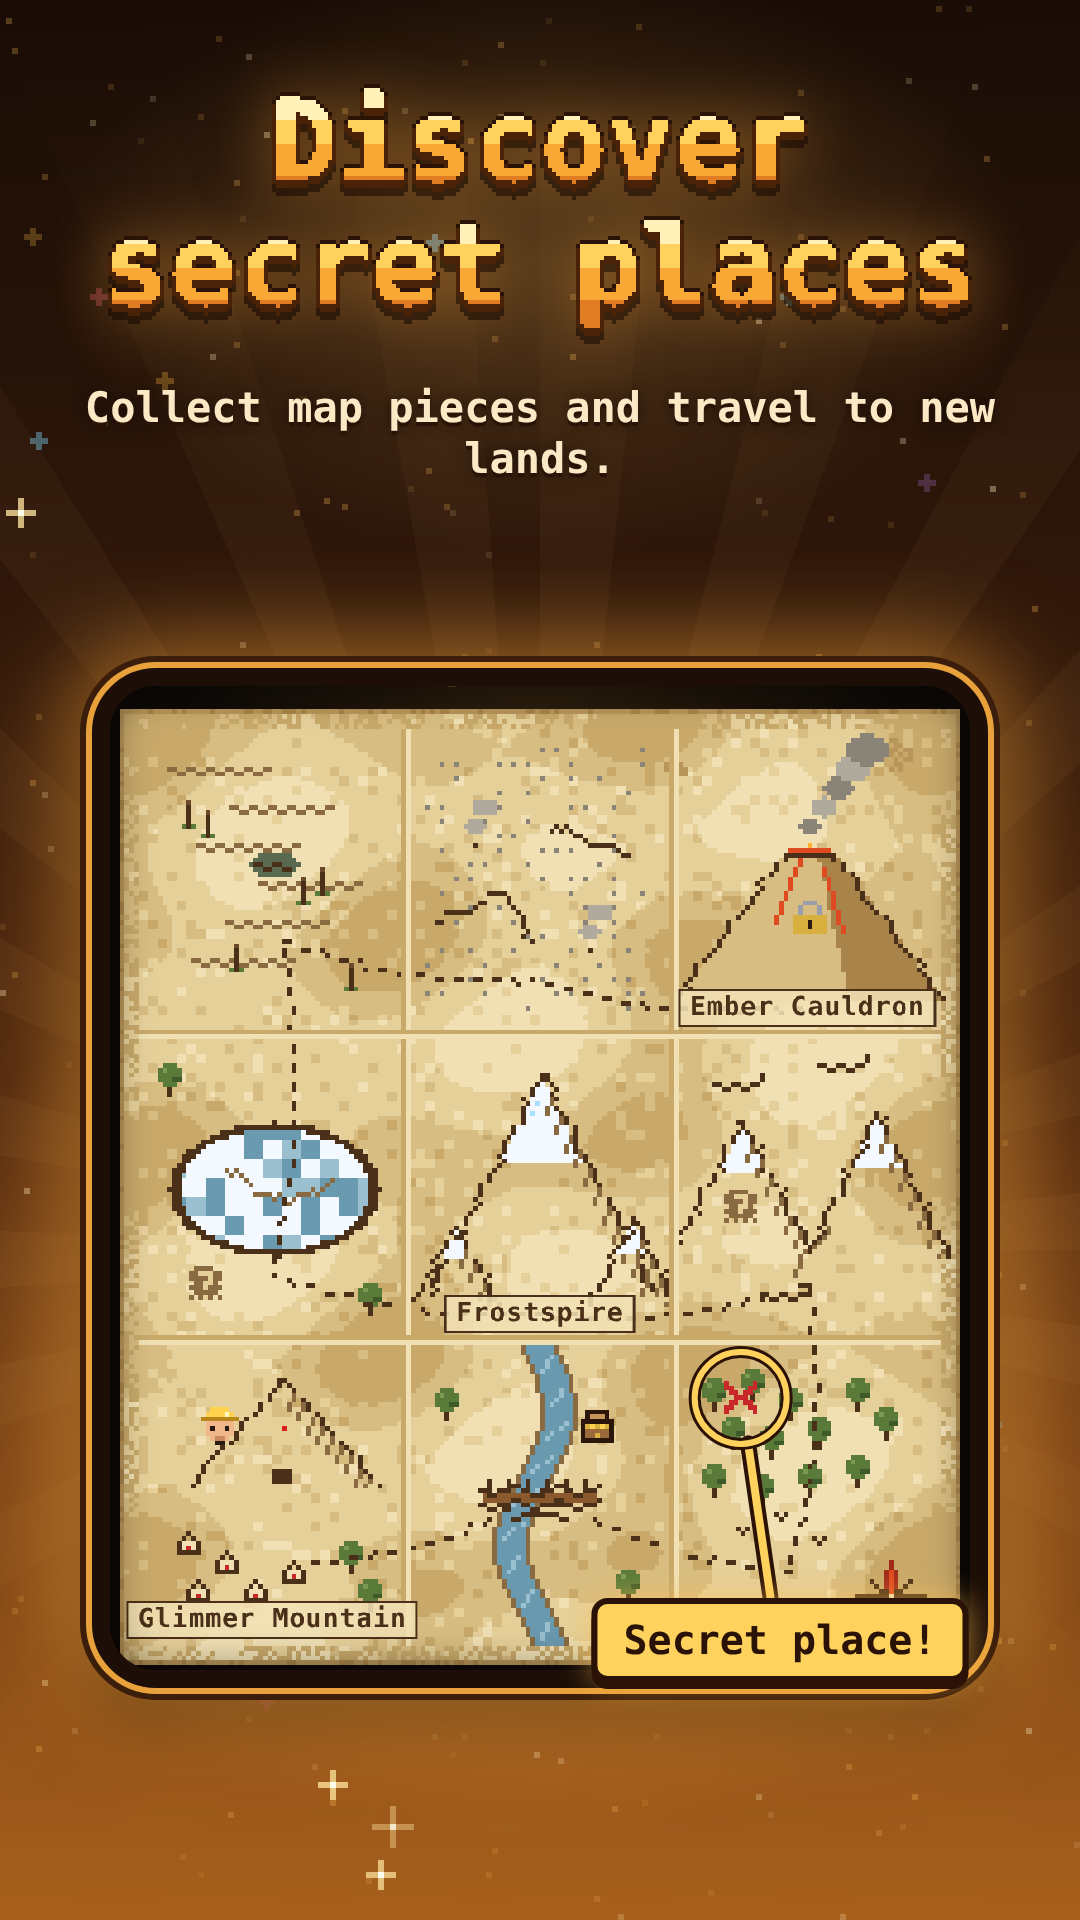 Discover
secret places
Collect map pieces and travel to new
lands.
Ember Cauldron
?
Frostspire
?
Glimmer Mountain
Secret place!